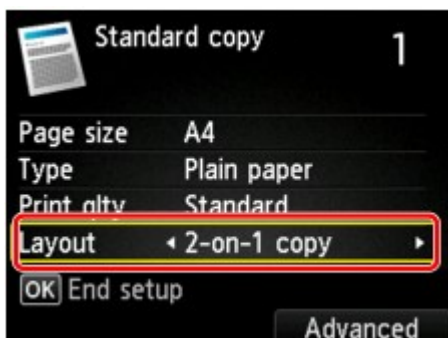 Standard copy 1
Page size A4
Type Plain paper
Print qlty Standard
Layout 2-on-1 copy
OK End setup
Advanced